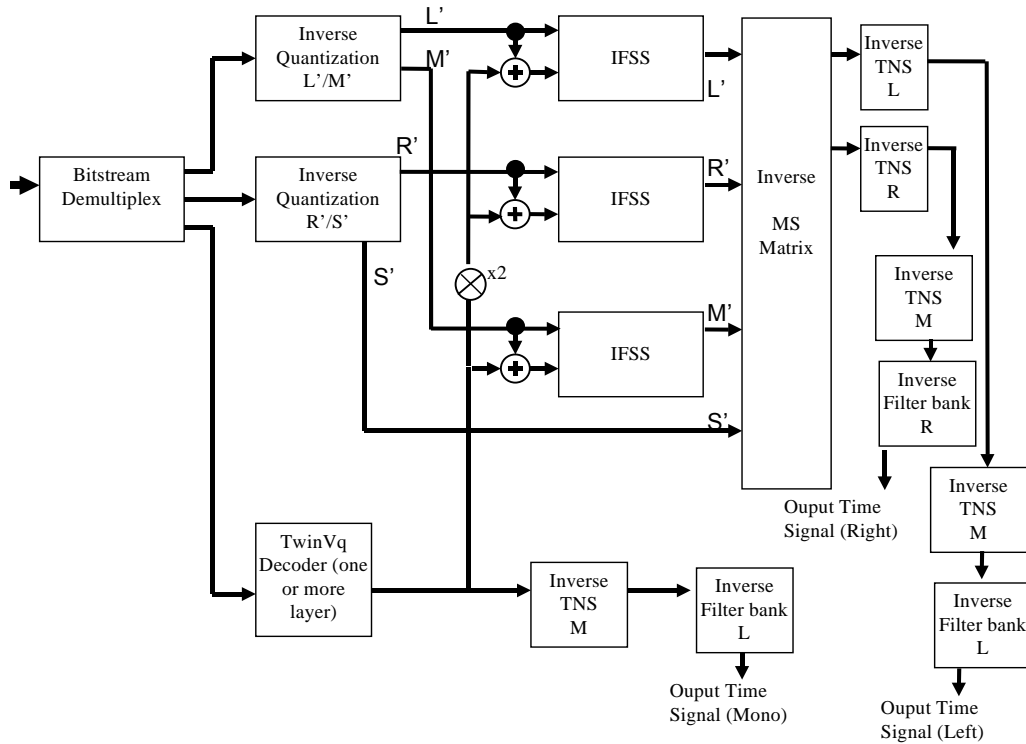 Bitstream
Demultiplex
Inverse
Quantization
L'/M'
L'
M'
Inverse
Quantization
R'/S'
R'
S'
TwinVq
Decoder (one
or more
layer)
x2
IFSS
L'
IFSS
R'
IFSS
M'
S'
Inverse
MS
Matrix
Inverse
TNS
L
Inverse
TNS
R
Inverse
TNS
M
Inverse
Filter bank
R
Ouput Time
Signal (Right)
Inverse
TNS
M
Inverse
Filter bank
L
Ouput Time
Signal (Left)
Inverse
TNS
M
Inverse
Filter bank
L
Ouput Time
Signal (Mono)